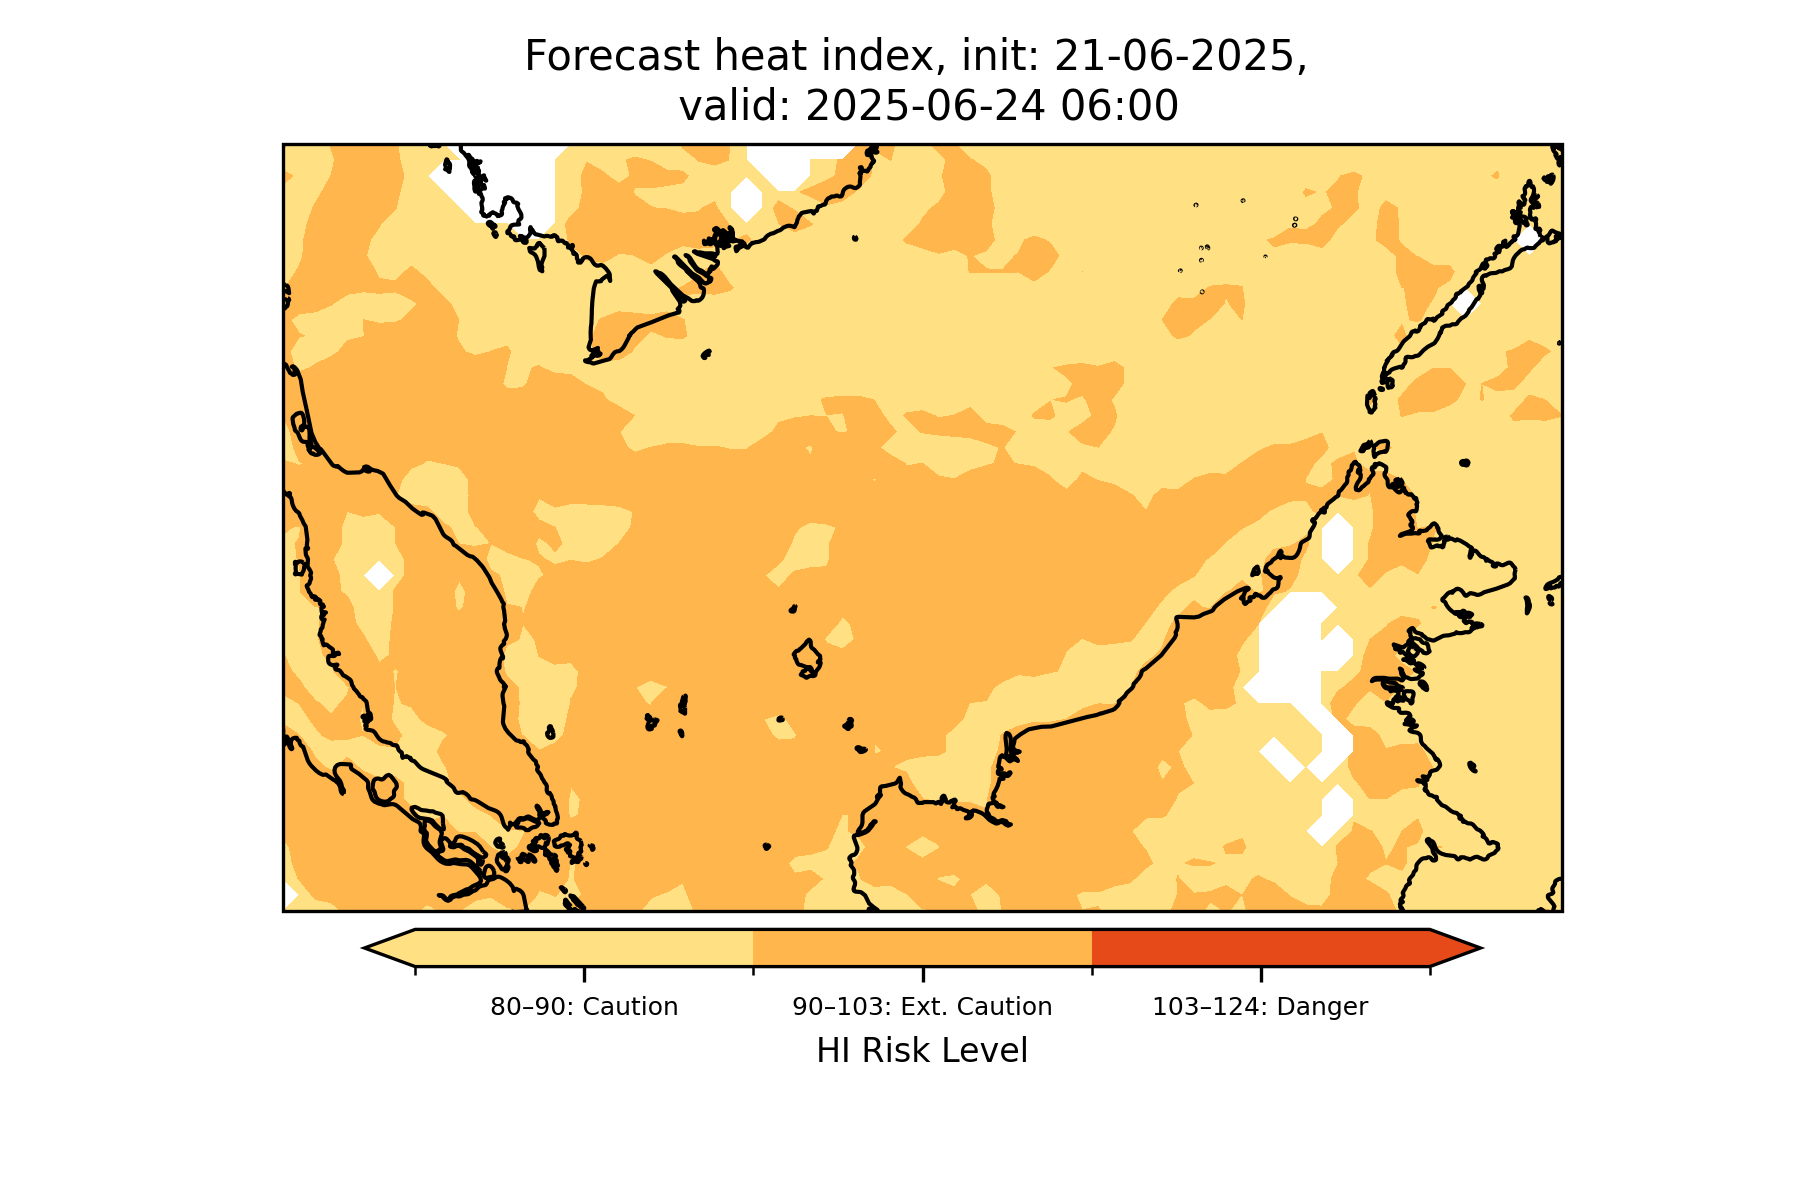 Forecast heat index, init: 21-06-2025,
valid: 2025-06-24 06:00
80–90: Caution
90–103: Ext. Caution
103–124: Danger
HI Risk Level